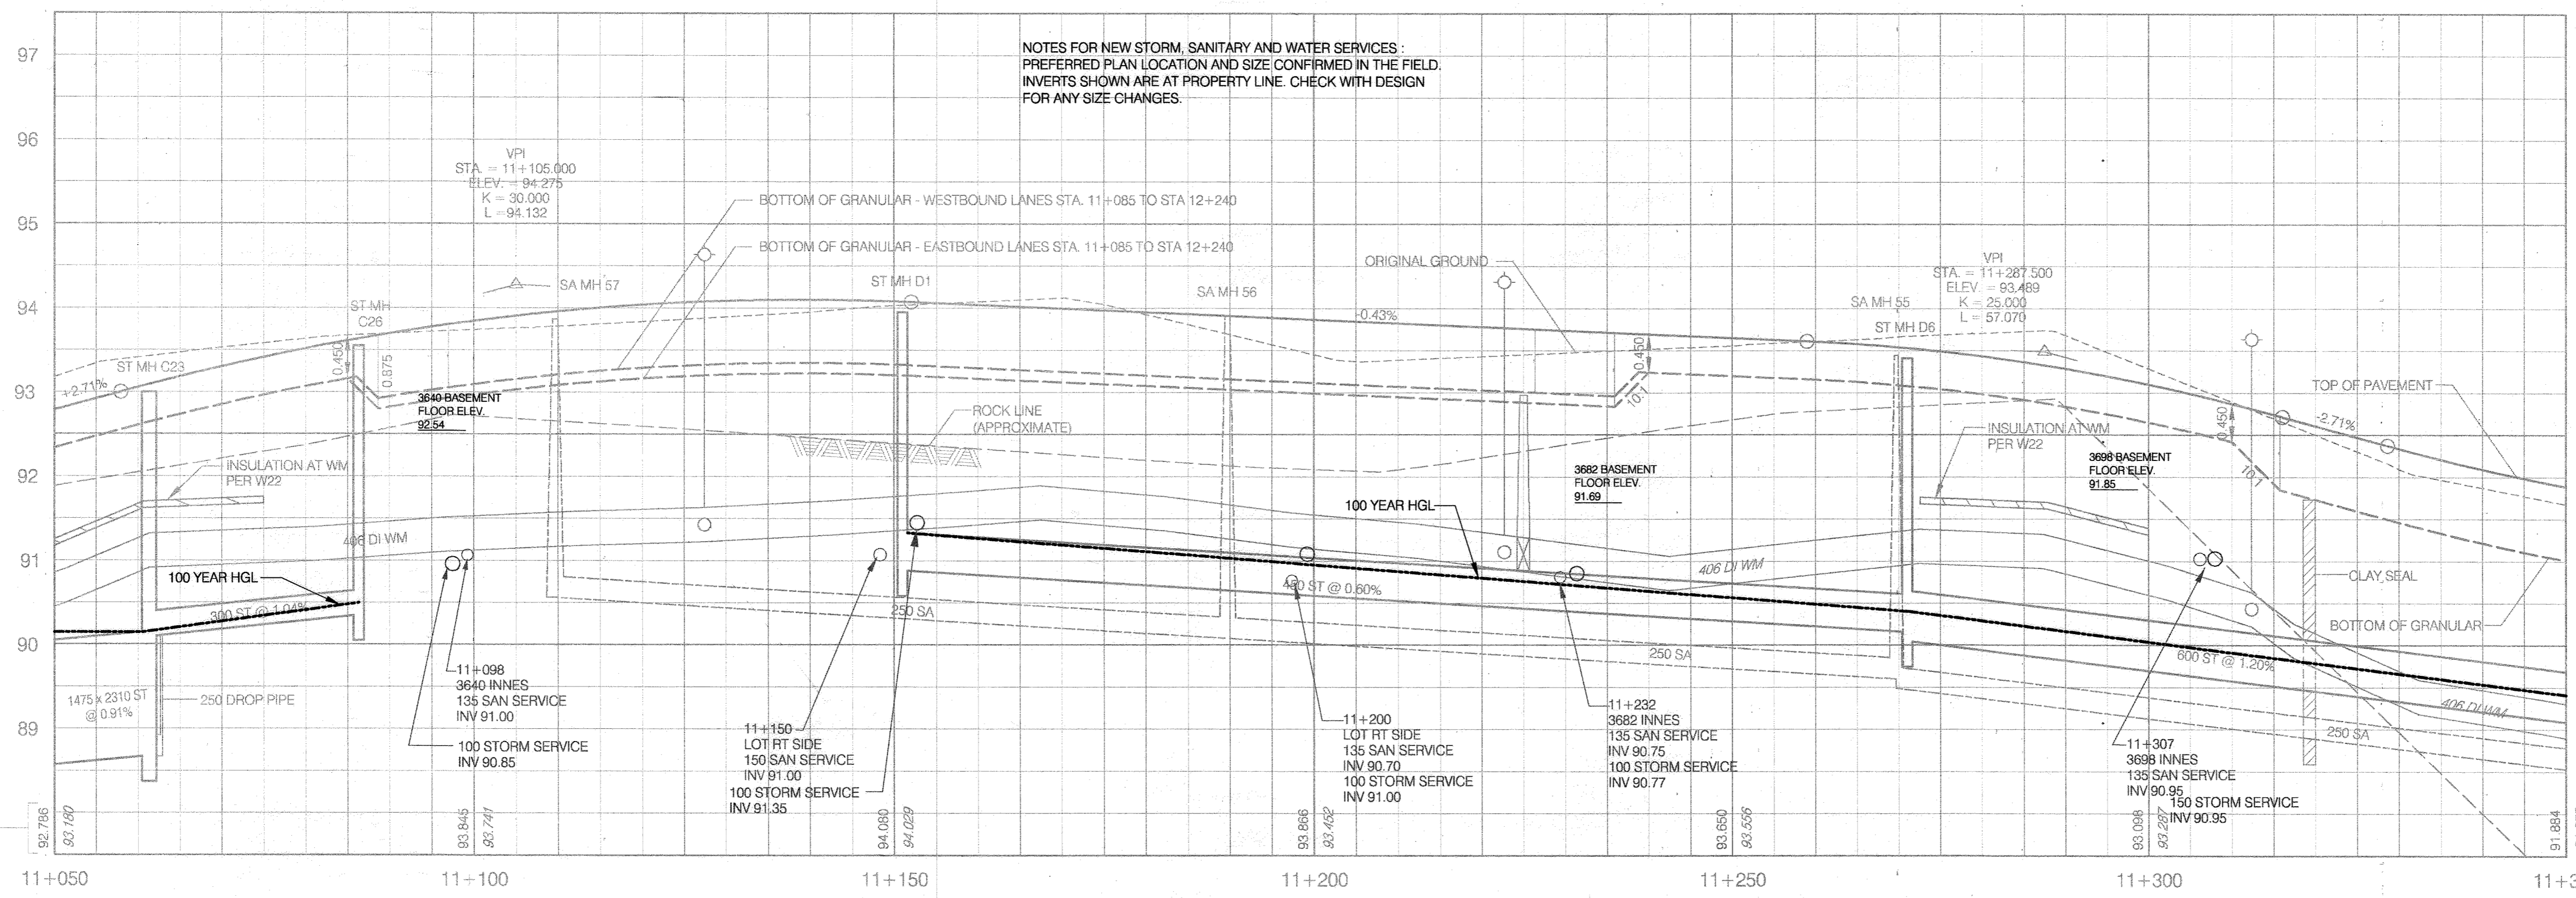 NOTES FOR NEW STORM, SANITARY AND WATER SERVICES :
PREFERRED PLAN LOCATION AND SIZE CONFIRMED IN THE FIELD.
INVERTS SHOWN ARE AT PROPERTY LINE. CHECK WITH DESIGN
FOR ANY SIZE CHANGES.
97
96
95
94
93
92
91
90
89
VPI
STA. = 11+105.000
ELEV. = 94.275
K = 30.000
L = 94.132
BOTTOM OF GRANULAR - WESTBOUND LANES STA. 11+085 TO STA 12+240
BOTTOM OF GRANULAR - EASTBOUND LANES STA. 11+085 TO STA 12+240
ORIGINAL GROUND
VPI
STA. = 11+287.500
ELEV. = 93.489
K = 25.000
L = 57.070
SA MH 57
ST MH D1
SA MH 56
SA MH 55
ST MH D6
ST MH
C26
ST MH C23
-0.43%
+2.71%
0.450
0.875
0.450
10:1
0.450
10:1
-2.71%
TOP OF PAVEMENT
3640 BASEMENT
FLOOR ELEV.
92.54
ROCK LINE
(APPROXIMATE)
INSULATION AT WM
PER W22
3682 BASEMENT
FLOOR ELEV.
91.69
INSULATION AT WM
PER W22
3698 BASEMENT
FLOOR ELEV.
91.85
100 YEAR HGL
406 DI WM
100 YEAR HGL
300 ST @ 1.04%
250 SA
450 ST @ 0.60%
406 DI WM
CLAY SEAL
BOTTOM OF GRANULAR
250 SA
600 ST @ 1.20%
406 DI WM
250 SA
1475 x 2310 ST
@ 0.91%
250 DROP PIPE
11+098
3640 INNES
135 SAN SERVICE
INV 91.00
100 STORM SERVICE
INV 90.85
11+150
LOT RT SIDE
150 SAN SERVICE
INV 91.00
100 STORM SERVICE
INV 91.35
11+200
LOT RT SIDE
135 SAN SERVICE
INV 90.70
100 STORM SERVICE
INV 91.00
11+232
3682 INNES
135 SAN SERVICE
INV 90.75
100 STORM SERVICE
INV 90.77
11+307
3698 INNES
135 SAN SERVICE
INV 90.95
150 STORM SERVICE
INV 90.95
92.786
93.180
93.845
93.741
94.080
94.029
93.866
93.452
93.650
93.556
93.098
93.287
91.884
11+050
11+100
11+150
11+200
11+250
11+300
11+3